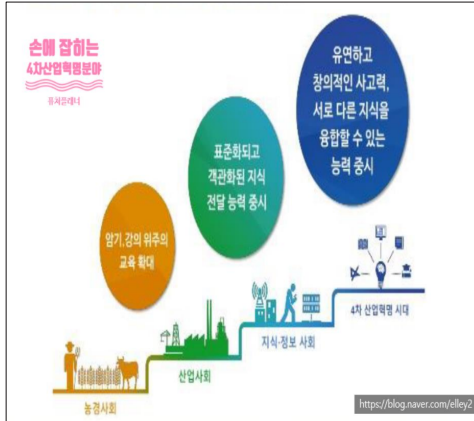 손에 잡히는
4차산업혁명분야
퓨처플래너
유연하고
창의적인 사고력,
서로 다른 지식을
융합할 수 있는
능력 중시
표준화되고
객관화된 지식
전달 능력 중시
암기,강의 위주의
교육 확대
4차 산업혁명 시대
지식·정보 사회
산업사회
농경사회
https://blog.naver.com/elley2